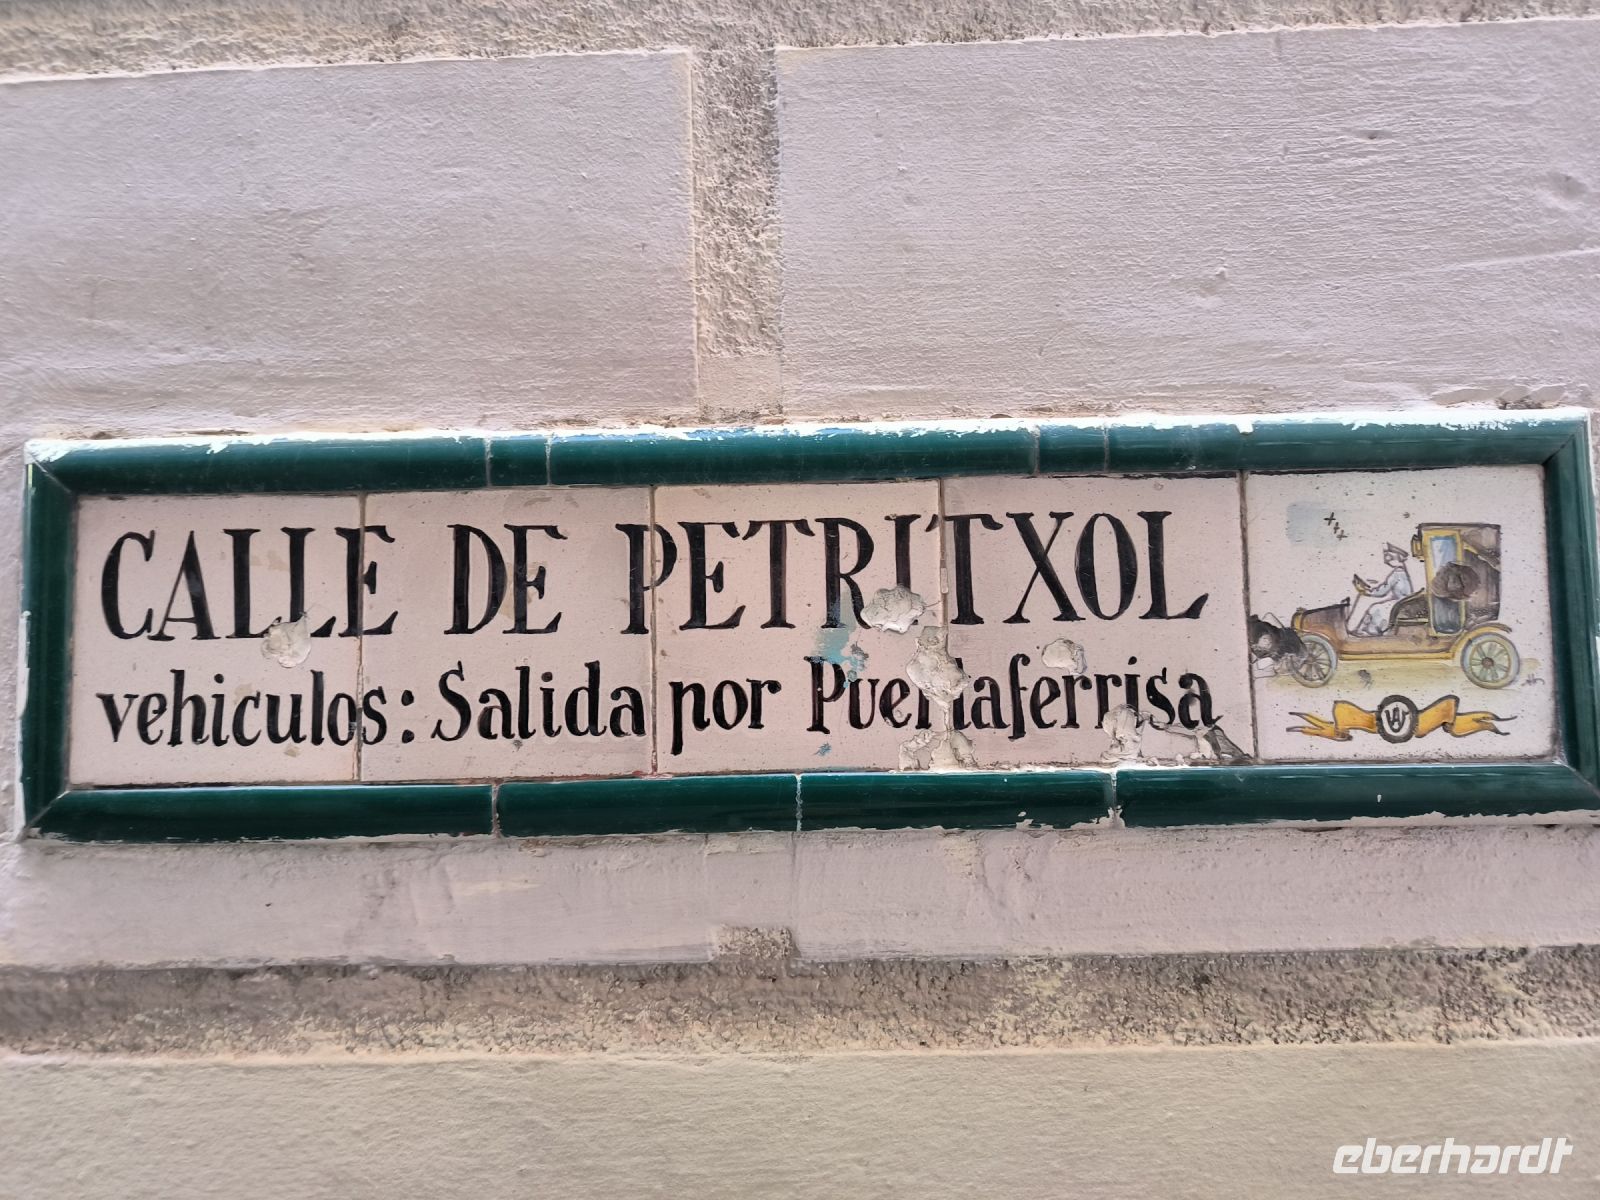 CALLE DE PETRITXOL
vehiculos: Salida por Puertaferrisa
eberhardt